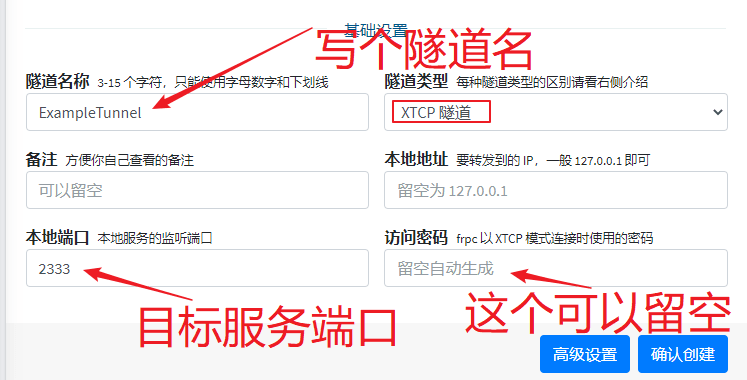 基础设置
写个隧道名
隧道名称 3-15 个字符，只能使用字母数字和下划线
隧道类型 每种隧道类型的区别请看右侧介绍
ExampleTunnel
XTCP 隧道
备注 方便你自己查看的备注
本地地址 要转发到的 IP，一般 127.0.0.1 即可
可以留空
留空为 127.0.0.1
本地端口 本地服务的监听端口
访问密码 frpc 以 XTCP 模式连接时使用的密码
2333
留空自动生成
目标服务端口
这个可以留空
高级设置
确认创建